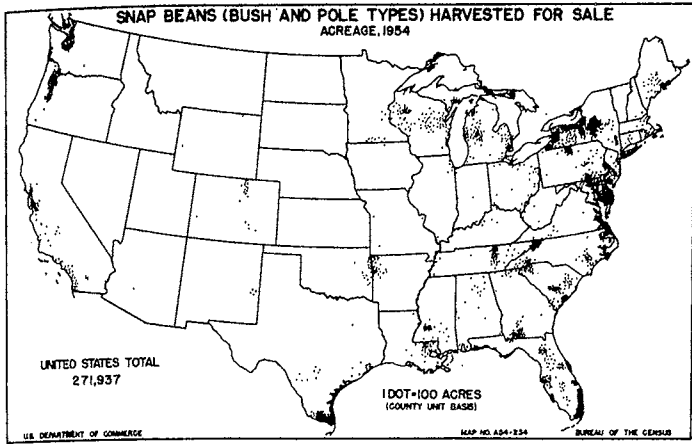 SNAP BEANS (BUSH AND POLE TYPES) HARVESTED FOR SALE
ACREAGE, 1954
UNITED STATES TOTAL
271,937
1 DOT=100 ACRES
(COUNTY UNIT BASIS)
U.S. DEPARTMENT OF COMMERCE
MAP NO. A54-234
BUREAU OF THE CENSUS